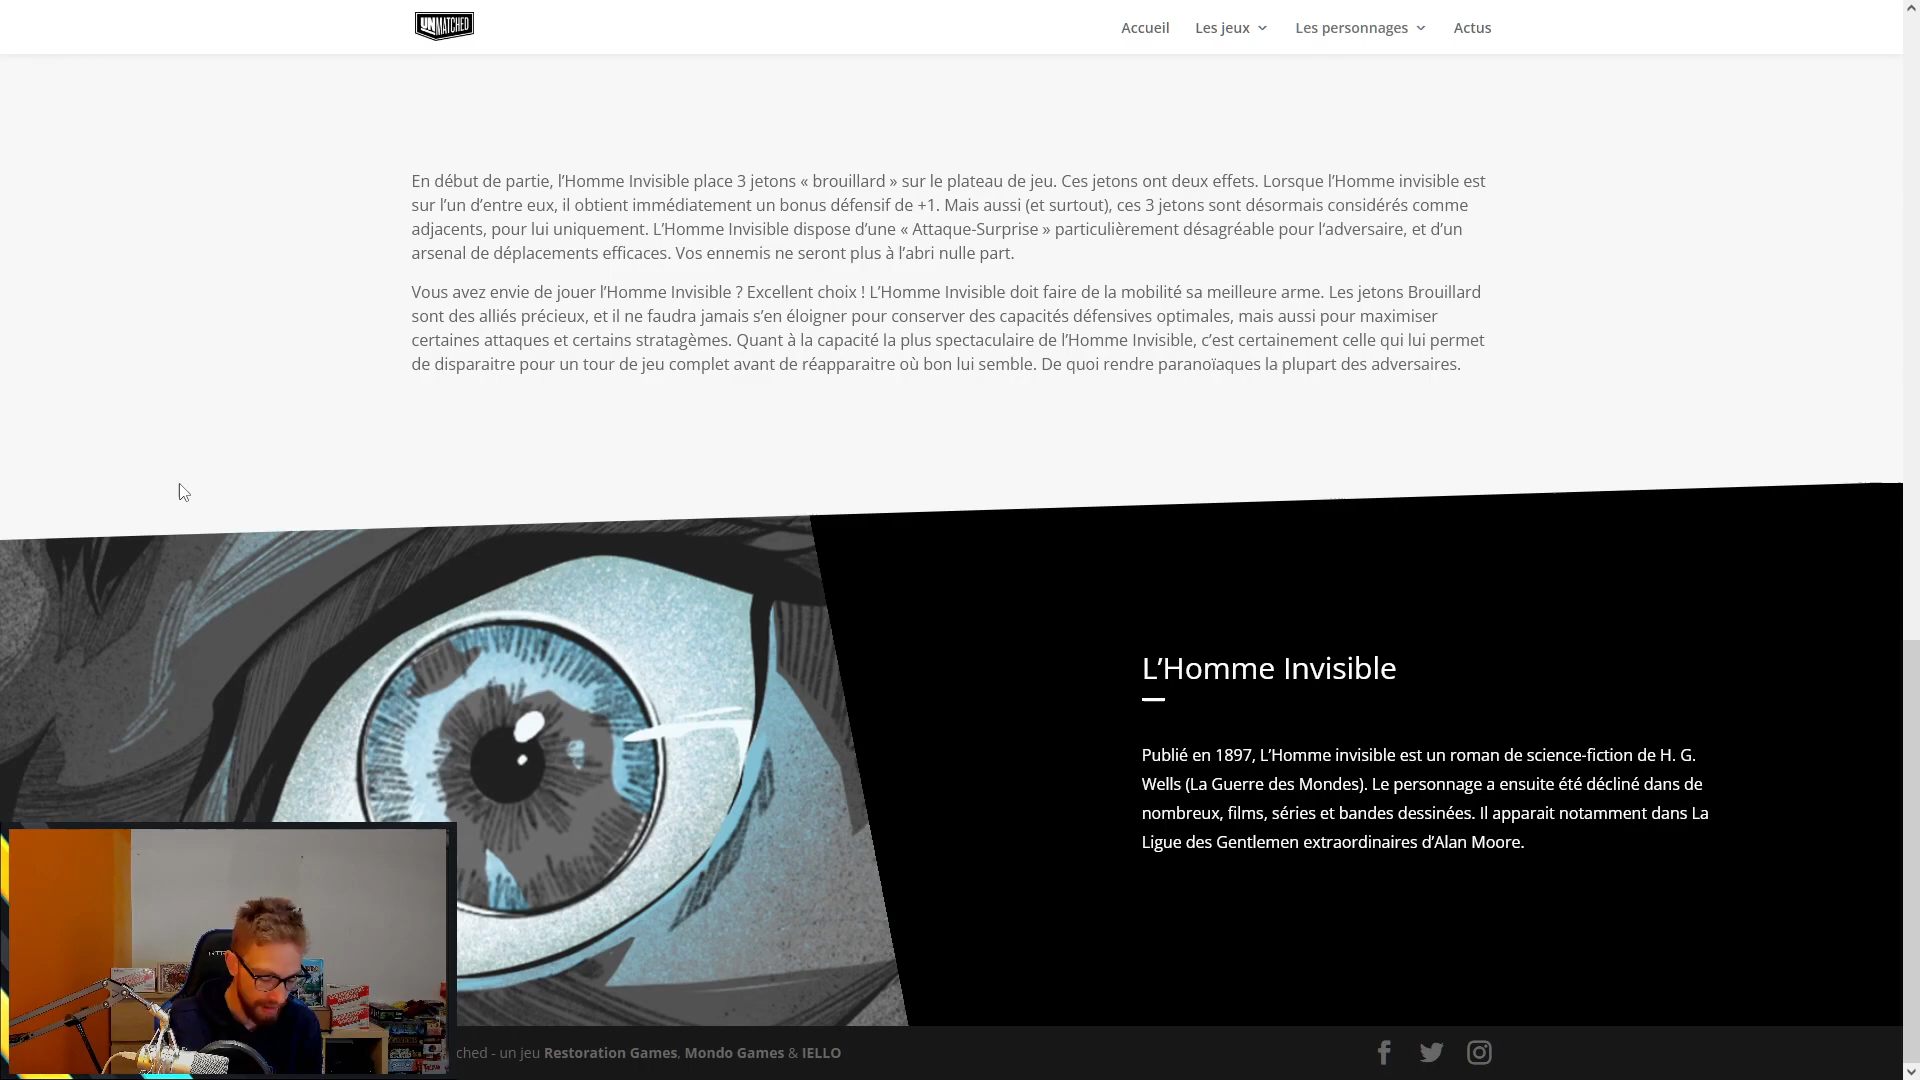 UNMATCHED
Accueil Les jeux Les personnages Actus
En début de partie, l’Homme Invisible place 3 jetons « brouillard » sur le plateau de jeu. Ces jetons ont deux effets. Lorsque l’Homme invisible est
sur l’un d’entre eux, il obtient immédiatement un bonus défensif de +1. Mais aussi (et surtout), ces 3 jetons sont désormais considérés comme
adjacents, pour lui uniquement. L’Homme Invisible dispose d’une « Attaque-Surprise » particulièrement désagréable pour l’adversaire, et d’un
arsenal de déplacements efficaces. Vos ennemis ne seront plus à l’abri nulle part.
Vous avez envie de jouer l’Homme Invisible ? Excellent choix ! L’Homme Invisible doit faire de la mobilité sa meilleure arme. Les jetons Brouillard
sont des alliés précieux, et il ne faudra jamais s’en éloigner pour conserver des capacités défensives optimales, mais aussi pour maximiser
certaines attaques et certains stratagèmes. Quant à la capacité la plus spectaculaire de l’Homme Invisible, c’est certainement celle qui lui permet
de disparaitre pour un tour de jeu complet avant de réapparaitre où bon lui semble. De quoi rendre paranoïaques la plupart des adversaires.
L’Homme Invisible
Publié en 1897, L’Homme invisible est un roman de science-fiction de H. G.
Wells (La Guerre des Mondes). Le personnage a ensuite été décliné dans de
nombreux, films, séries et bandes dessinées. Il apparait notamment dans La
Ligue des Gentlemen extraordinaires d’Alan Moore.
ched - un jeu Restoration Games, Mondo Games & IELLO